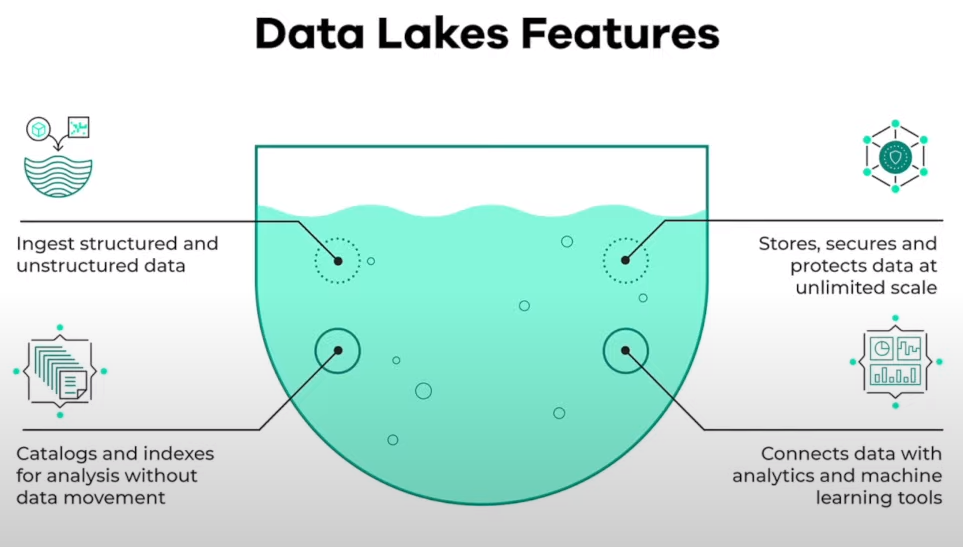 Data Lakes Features
Ingest structured and
unstructured data
Stores, secures and
protects data at
unlimited scale
Catalogs and indexes
for analysis without
data movement
Connects data with
analytics and machine
learning tools